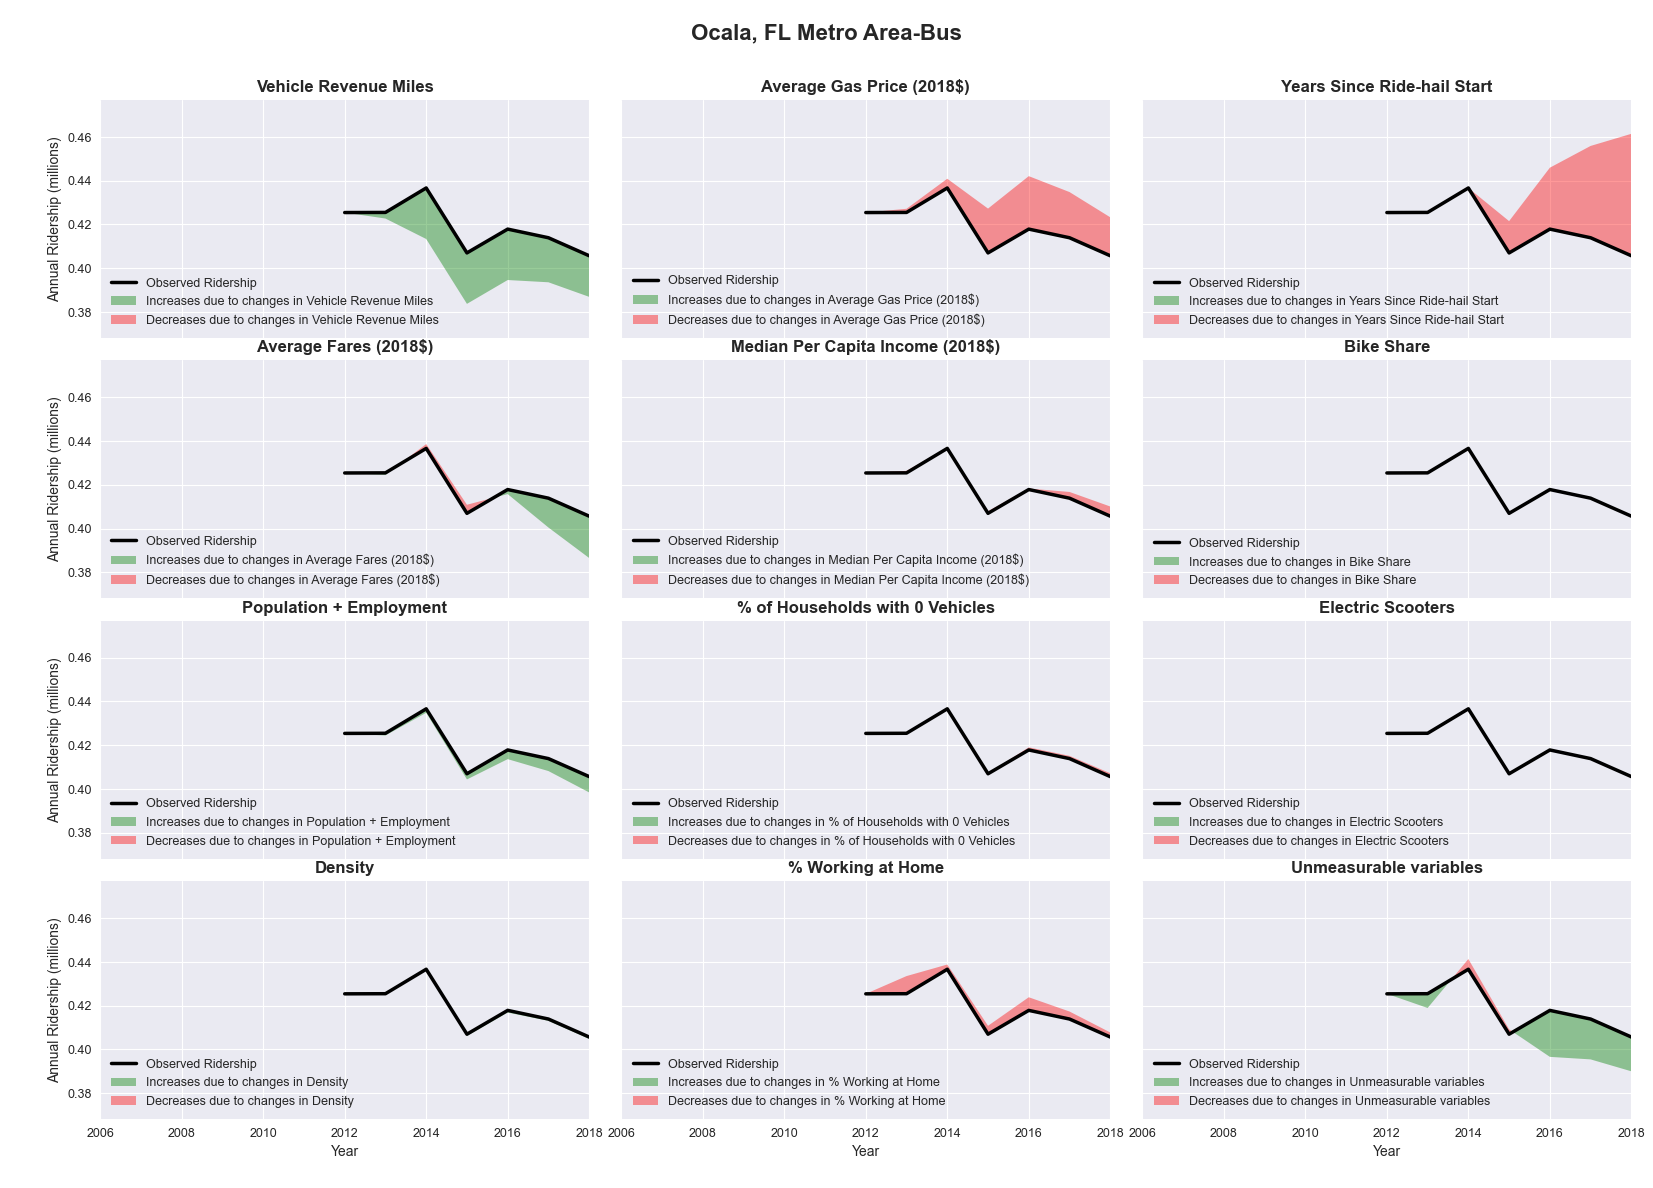 Ocala, FL Metro Area-Bus
Vehicle Revenue Miles
Annual Ridership (millions)
0.46
0.44
0.42
0.40
0.38
Observed Ridership
Increases due to changes in Vehicle Revenue Miles
Decreases due to changes in Vehicle Revenue Miles
Average Gas Price (2018$)
Observed Ridership
Increases due to changes in Average Gas Price (2018$)
Decreases due to changes in Average Gas Price (2018$)
Years Since Ride-hail Start
Observed Ridership
Increases due to changes in Years Since Ride-hail Start
Decreases due to changes in Years Since Ride-hail Start
Average Fares (2018$)
Annual Ridership (millions)
0.46
0.44
0.42
0.40
0.38
Observed Ridership
Increases due to changes in Average Fares (2018$)
Decreases due to changes in Average Fares (2018$)
Median Per Capita Income (2018$)
Observed Ridership
Increases due to changes in Median Per Capita Income (2018$)
Decreases due to changes in Median Per Capita Income (2018$)
Bike Share
Observed Ridership
Increases due to changes in Bike Share
Decreases due to changes in Bike Share
Population + Employment
Annual Ridership (millions)
0.46
0.44
0.42
0.40
0.38
Observed Ridership
Increases due to changes in Population + Employment
Decreases due to changes in Population + Employment
% of Households with 0 Vehicles
Observed Ridership
Increases due to changes in % of Households with 0 Vehicles
Decreases due to changes in % of Households with 0 Vehicles
Electric Scooters
Observed Ridership
Increases due to changes in Electric Scooters
Decreases due to changes in Electric Scooters
Density
Annual Ridership (millions)
0.46
0.44
0.42
0.40
0.38
Observed Ridership
Increases due to changes in Density
Decreases due to changes in Density
2006 2008 2010 2012 2014 2016 2018
Year
% Working at Home
Observed Ridership
Increases due to changes in % Working at Home
Decreases due to changes in % Working at Home
2006 2008 2010 2012 2014 2016 2018
Year
Unmeasurable variables
Observed Ridership
Increases due to changes in Unmeasurable variables
Decreases due to changes in Unmeasurable variables
2006 2008 2010 2012 2014 2016 2018
Year